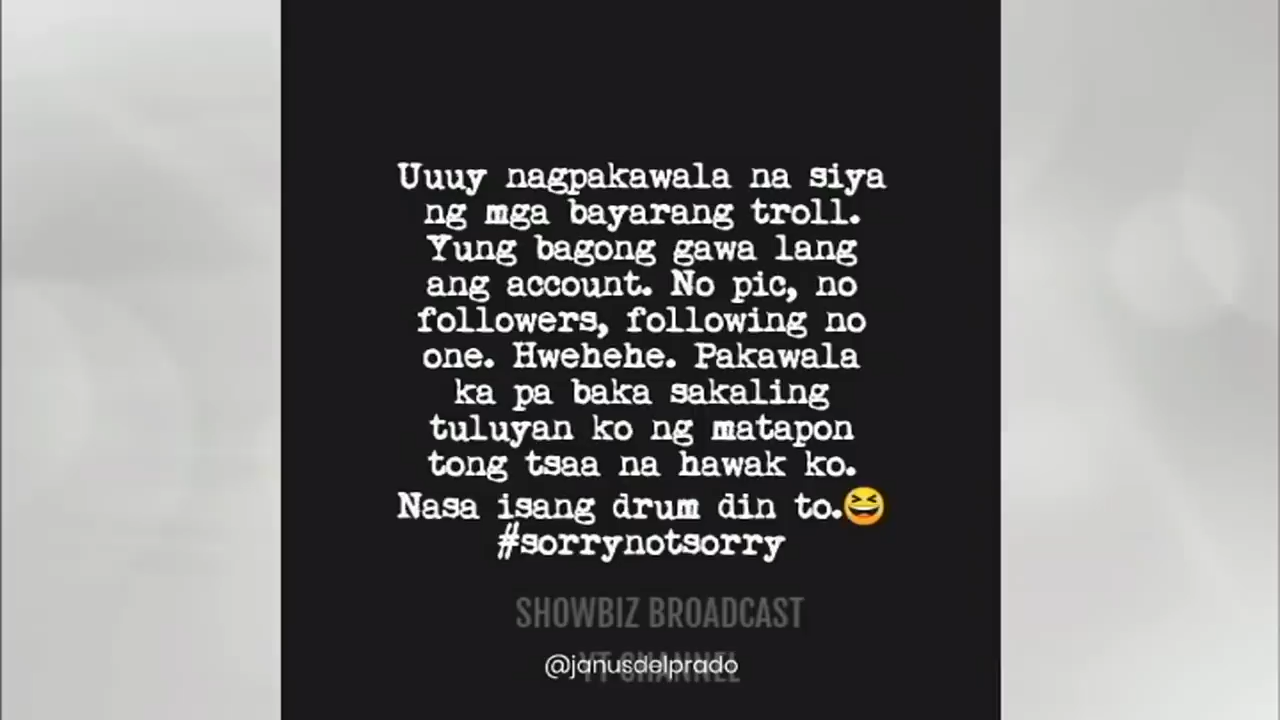 Uuuy nagpakawala na siya
ng mga bayarang troll.
Yung bagong gawa lang
ang account. No pic, no
followers, following no
one. Hwehehe. Pakawala
ka pa baka sakaling
tuluyan ko ng matapon
tong tsaa na hawak ko.
Nasa isang drum din to.😆
#sorrynotsorry
SHOWBIZ BROADCAST
YT CHANNEL
@janusdelprado